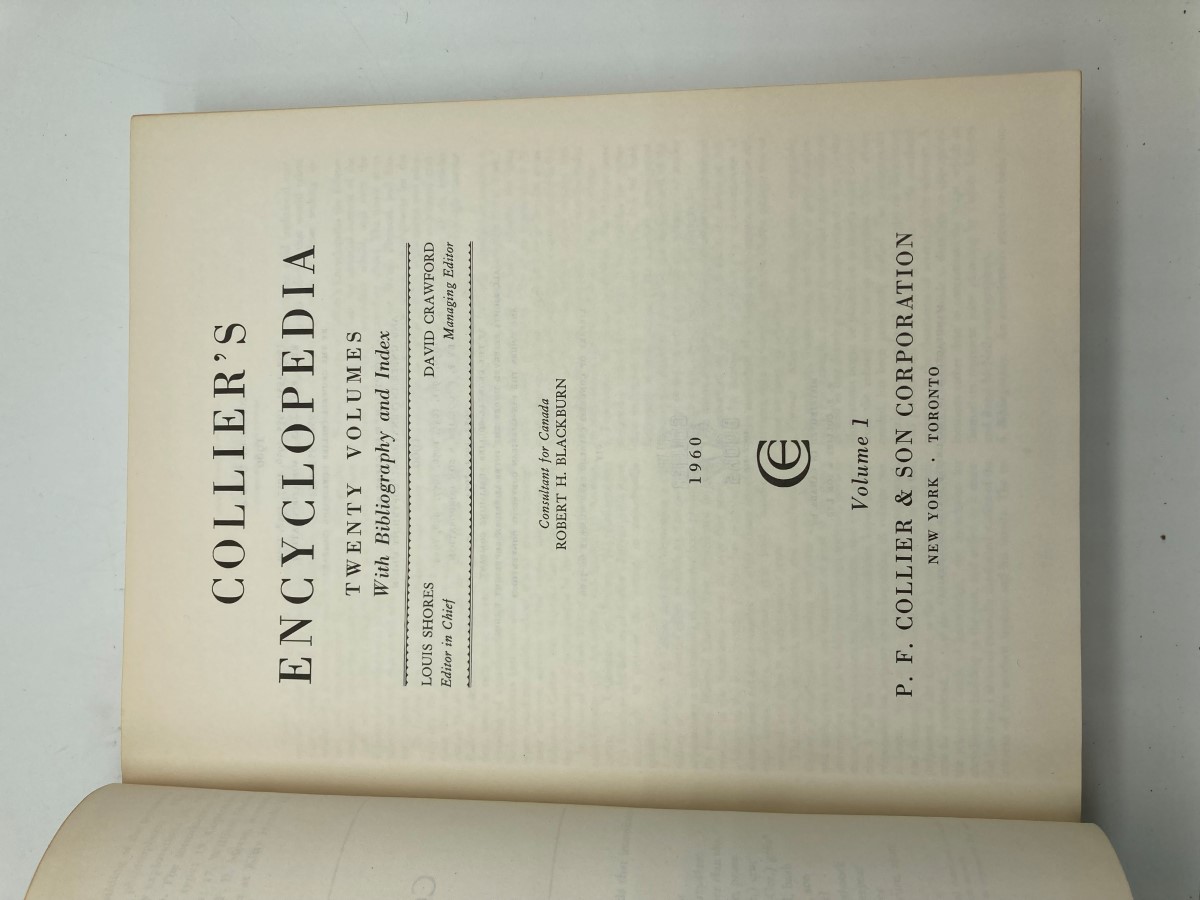 COLLIER'S
ENCYCLOPEDIA
TWENTY VOLUMES
With Bibliography and Index
LOUIS SHORES
Editor in Chief
DAVID CRAWFORD
Managing Editor
Consultant for Canada
ROBERT H. BLACKBURN
1960
CE
Volume 1
P. F. COLLIER & SON CORPORATION
NEW YORK · TORONTO